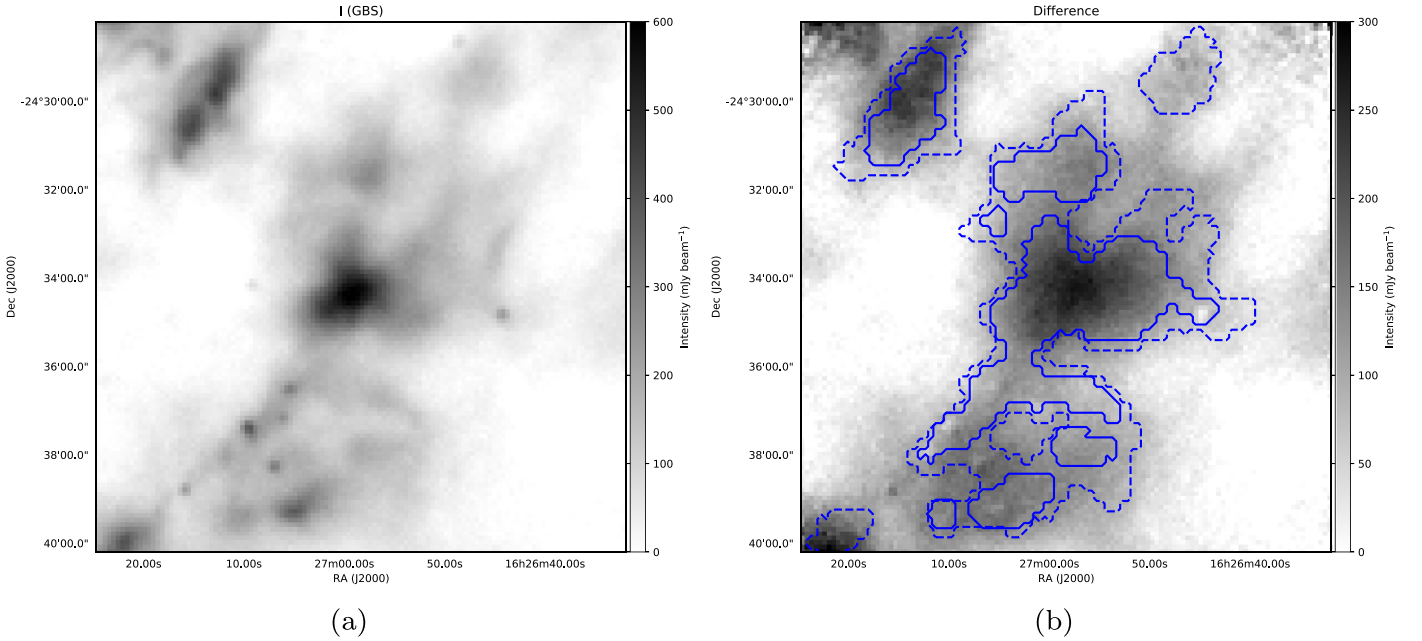 I (GBS)
Dec (J2000)
-24°30'00.0"
32'00.0"
34'00.0"
36'00.0"
38'00.0"
40'00.0"
20.00s 10.00s 27m00.00s 50.00s 16h26m40.00s
RA (J2000)
600
500
400
300
200
100
0
Intensity (mJy beam⁻¹)
(a)
Difference
Dec (J2000)
-24°30'00.0"
32'00.0"
34'00.0"
36'00.0"
38'00.0"
40'00.0"
20.00s 10.00s 27m00.00s 50.00s 16h26m40.00s
RA (J2000)
300
250
200
150
100
50
0
Intensity (mJy beam⁻¹)
(b)